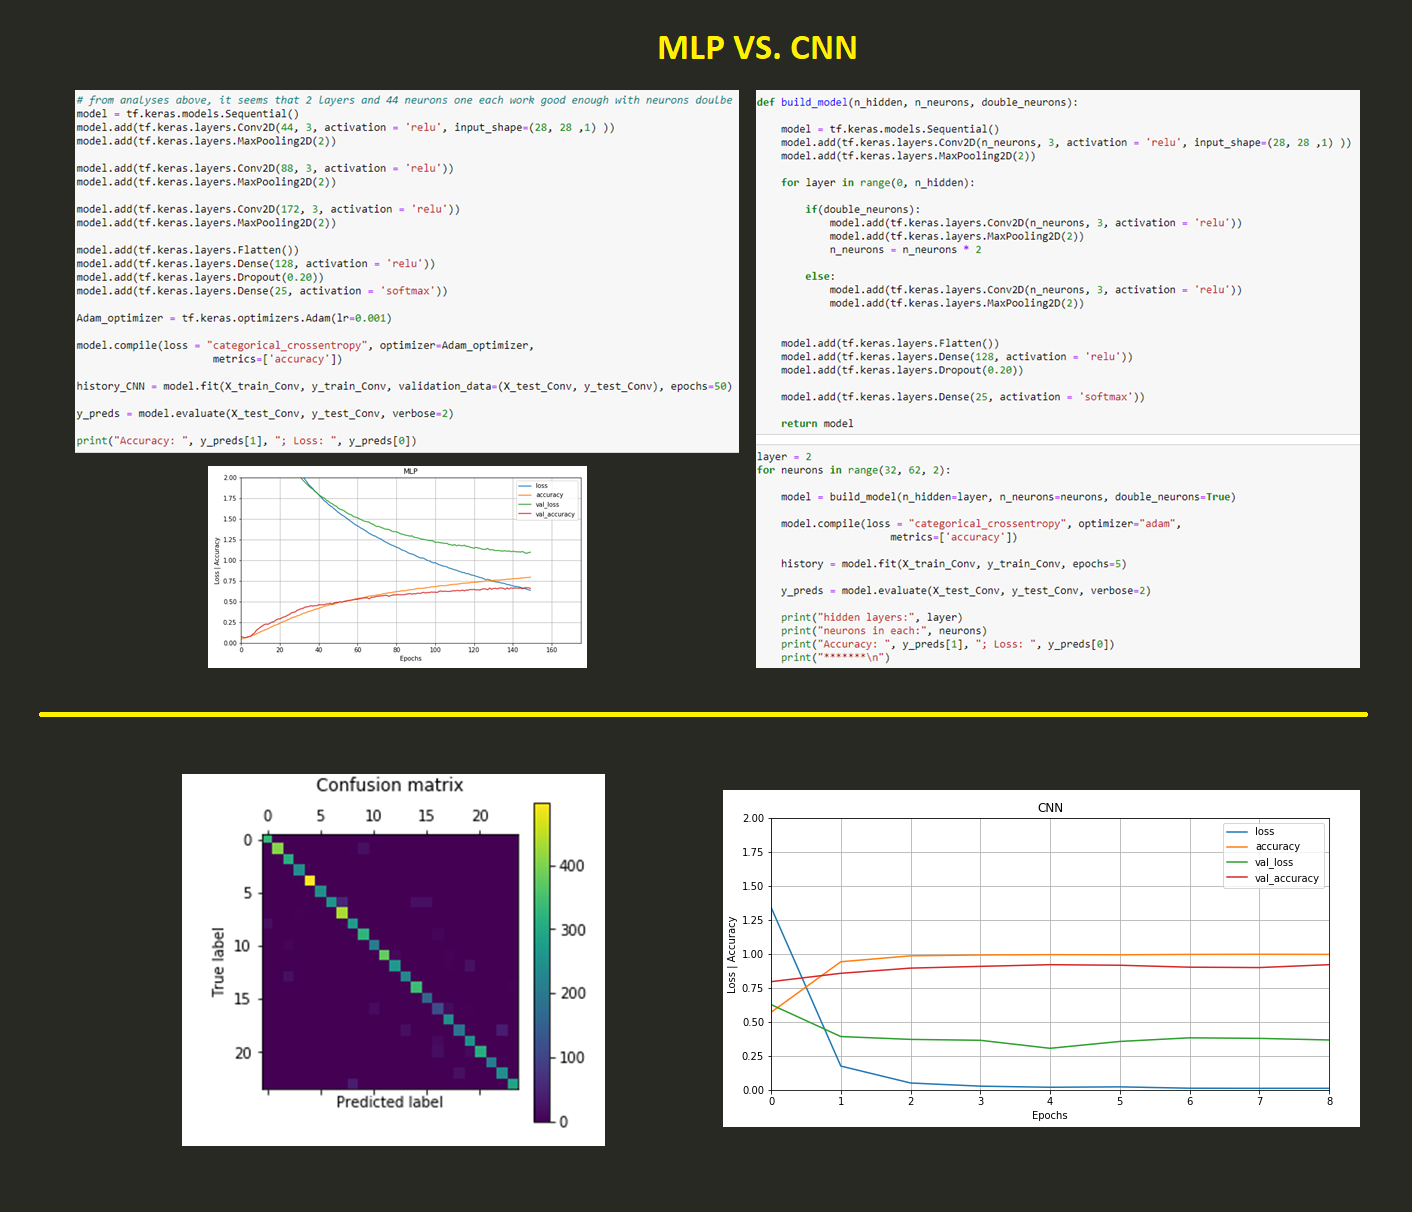 MLP VS. CNN
# from analyses above, it seems that 2 layers and 44 neurons one each work good enough with neurons doulbe
model = tf.keras.models.Sequential()
model.add(tf.keras.layers.Conv2D(44, 3, activation = 'relu', input_shape=(28, 28 ,1) ))
model.add(tf.keras.layers.MaxPooling2D(2))
model.add(tf.keras.layers.Conv2D(88, 3, activation = 'relu'))
model.add(tf.keras.layers.MaxPooling2D(2))
model.add(tf.keras.layers.Conv2D(172, 3, activation = 'relu'))
model.add(tf.keras.layers.MaxPooling2D(2))
model.add(tf.keras.layers.Flatten())
model.add(tf.keras.layers.Dense(128, activation = 'relu'))
model.add(tf.keras.layers.Dropout(0.20))
model.add(tf.keras.layers.Dense(25, activation = 'softmax'))
Adam_optimizer = tf.keras.optimizers.Adam(lr=0.001)
model.compile(loss = "categorical_crossentropy", optimizer=Adam_optimizer,
metrics=['accuracy'])
history_CNN = model.fit(X_train_Conv, y_train_Conv, validation_data=(X_test_Conv, y_test_Conv), epochs=50)
y_preds = model.evaluate(X_test_Conv, y_test_Conv, verbose=2)
print("Accuracy: ", y_preds[1], "; Loss: ", y_preds[0])
MLP
2.00
1.75
1.50
1.25
1.00
0.75
0.50
0.25
0.00
Loss | Accuracy
loss
accuracy
val_loss
val_accuracy
0 20 40 60 80 100 120 140 160
Epochs
def build_model(n_hidden, n_neurons, double_neurons):
model = tf.keras.models.Sequential()
model.add(tf.keras.layers.Conv2D(n_neurons, 3, activation = 'relu', input_shape=(28, 28 ,1) ))
model.add(tf.keras.layers.MaxPooling2D(2))
for layer in range(0, n_hidden):
if(double_neurons):
model.add(tf.keras.layers.Conv2D(n_neurons, 3, activation = 'relu'))
model.add(tf.keras.layers.MaxPooling2D(2))
n_neurons = n_neurons * 2
else:
model.add(tf.keras.layers.Conv2D(n_neurons, 3, activation = 'relu'))
model.add(tf.keras.layers.MaxPooling2D(2))
model.add(tf.keras.layers.Flatten())
model.add(tf.keras.layers.Dense(128, activation = 'relu'))
model.add(tf.keras.layers.Dropout(0.20))
model.add(tf.keras.layers.Dense(25, activation = 'softmax'))
return model
layer = 2
for neurons in range(32, 62, 2):
model = build_model(n_hidden=layer, n_neurons=neurons, double_neurons=True)
model.compile(loss = "categorical_crossentropy", optimizer="adam",
metrics=['accuracy'])
history = model.fit(X_train_Conv, y_train_Conv, epochs=5)
y_preds = model.evaluate(X_test_Conv, y_test_Conv, verbose=2)
print("hidden layers:", layer)
print("neurons in each:", neurons)
print("Accuracy: ", y_preds[1], "; Loss: ", y_preds[0])
print("*******\n")
Confusion matrix
0 5 10 15 20
0
5
10
15
20
True label
Predicted label
400
300
200
100
0
CNN
2.00
1.75
1.50
1.25
1.00
0.75
0.50
0.25
0.00
Loss | Accuracy
loss
accuracy
val_loss
val_accuracy
0 1 2 3 4 5 6 7 8
Epochs